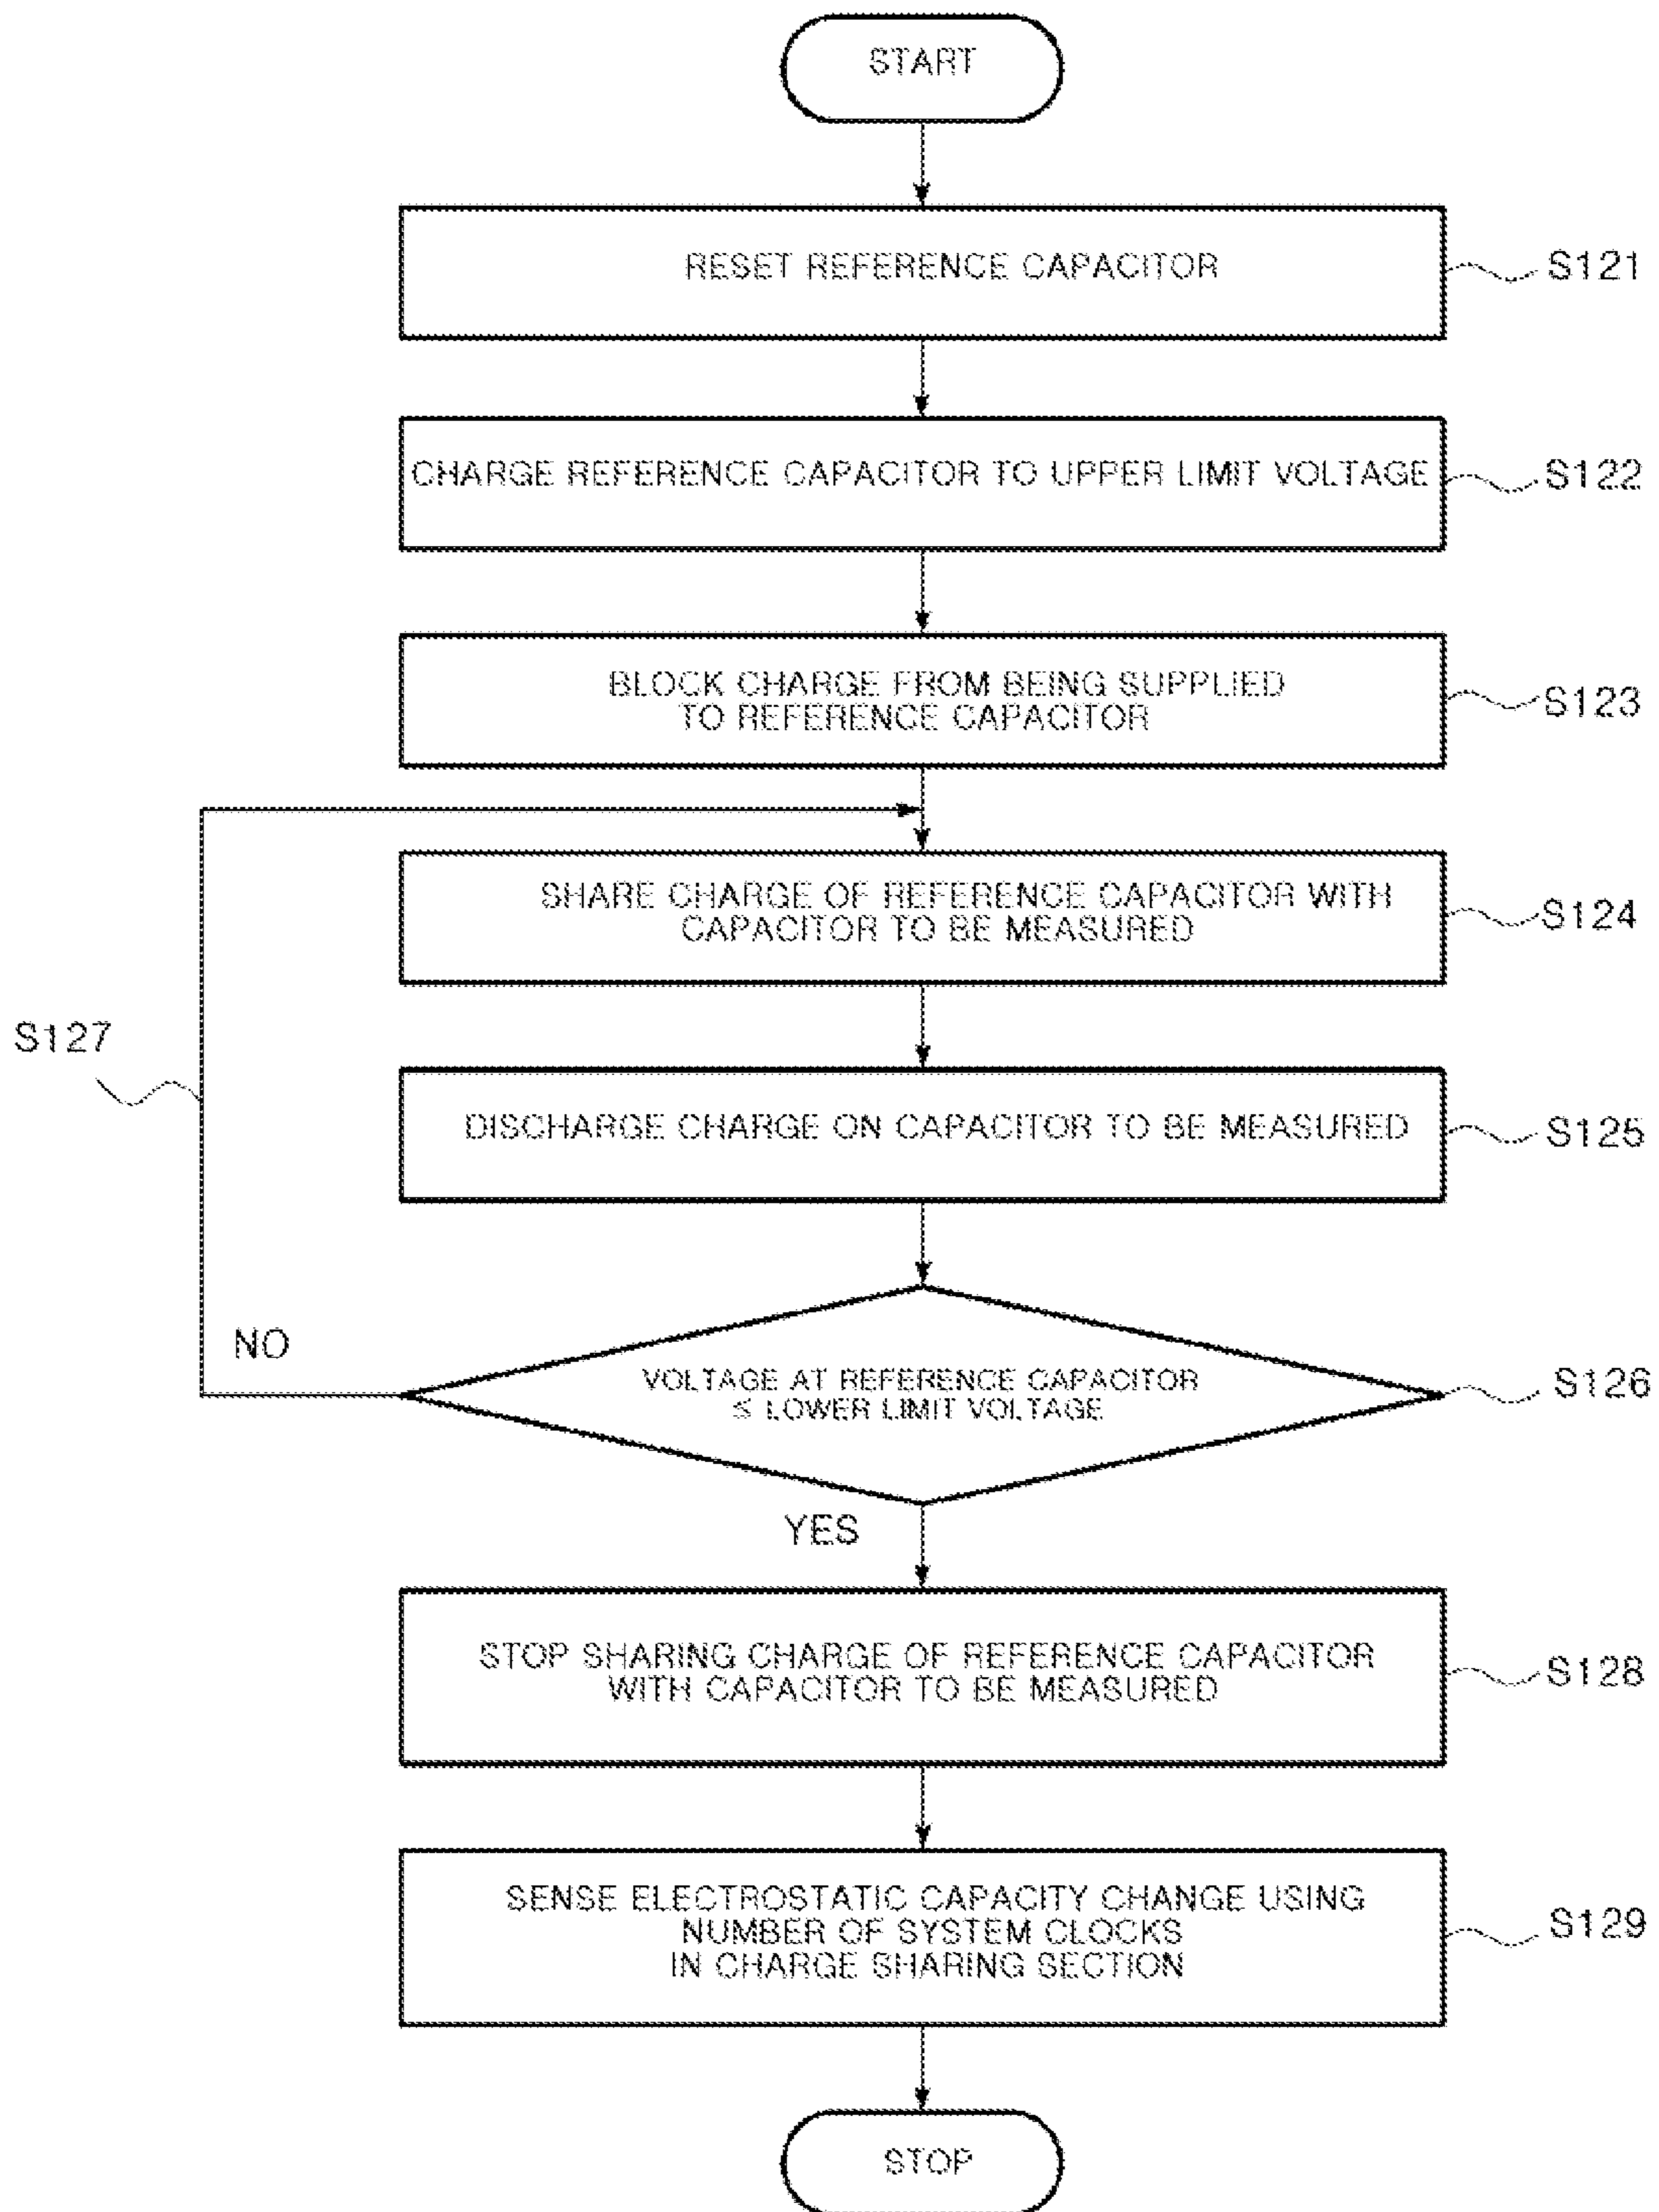 START
RESET REFERENCE CAPACITOR
S121
CHARGE REFERENCE CAPACITOR TO UPPER LIMIT VOLTAGE
S122
BLOCK CHARGE FROM BEING SUPPLIED
TO REFERENCE CAPACITOR
S123
SHARE CHARGE OF REFERENCE CAPACITOR WITH
CAPACITOR TO BE MEASURED
S124
S127
DISCHARGE CHARGE ON CAPACITOR TO BE MEASURED
S125
NO
VOLTAGE AT REFERENCE CAPACITOR
≤ LOWER LIMIT VOLTAGE
S126
YES
STOP SHARING CHARGE OF REFERENCE CAPACITOR
WITH CAPACITOR TO BE MEASURED
S128
SENSE ELECTROSTATIC CAPACITY CHANGE USING
NUMBER OF SYSTEM CLOCKS
IN CHARGE SHARING SECTION
S129
STOP